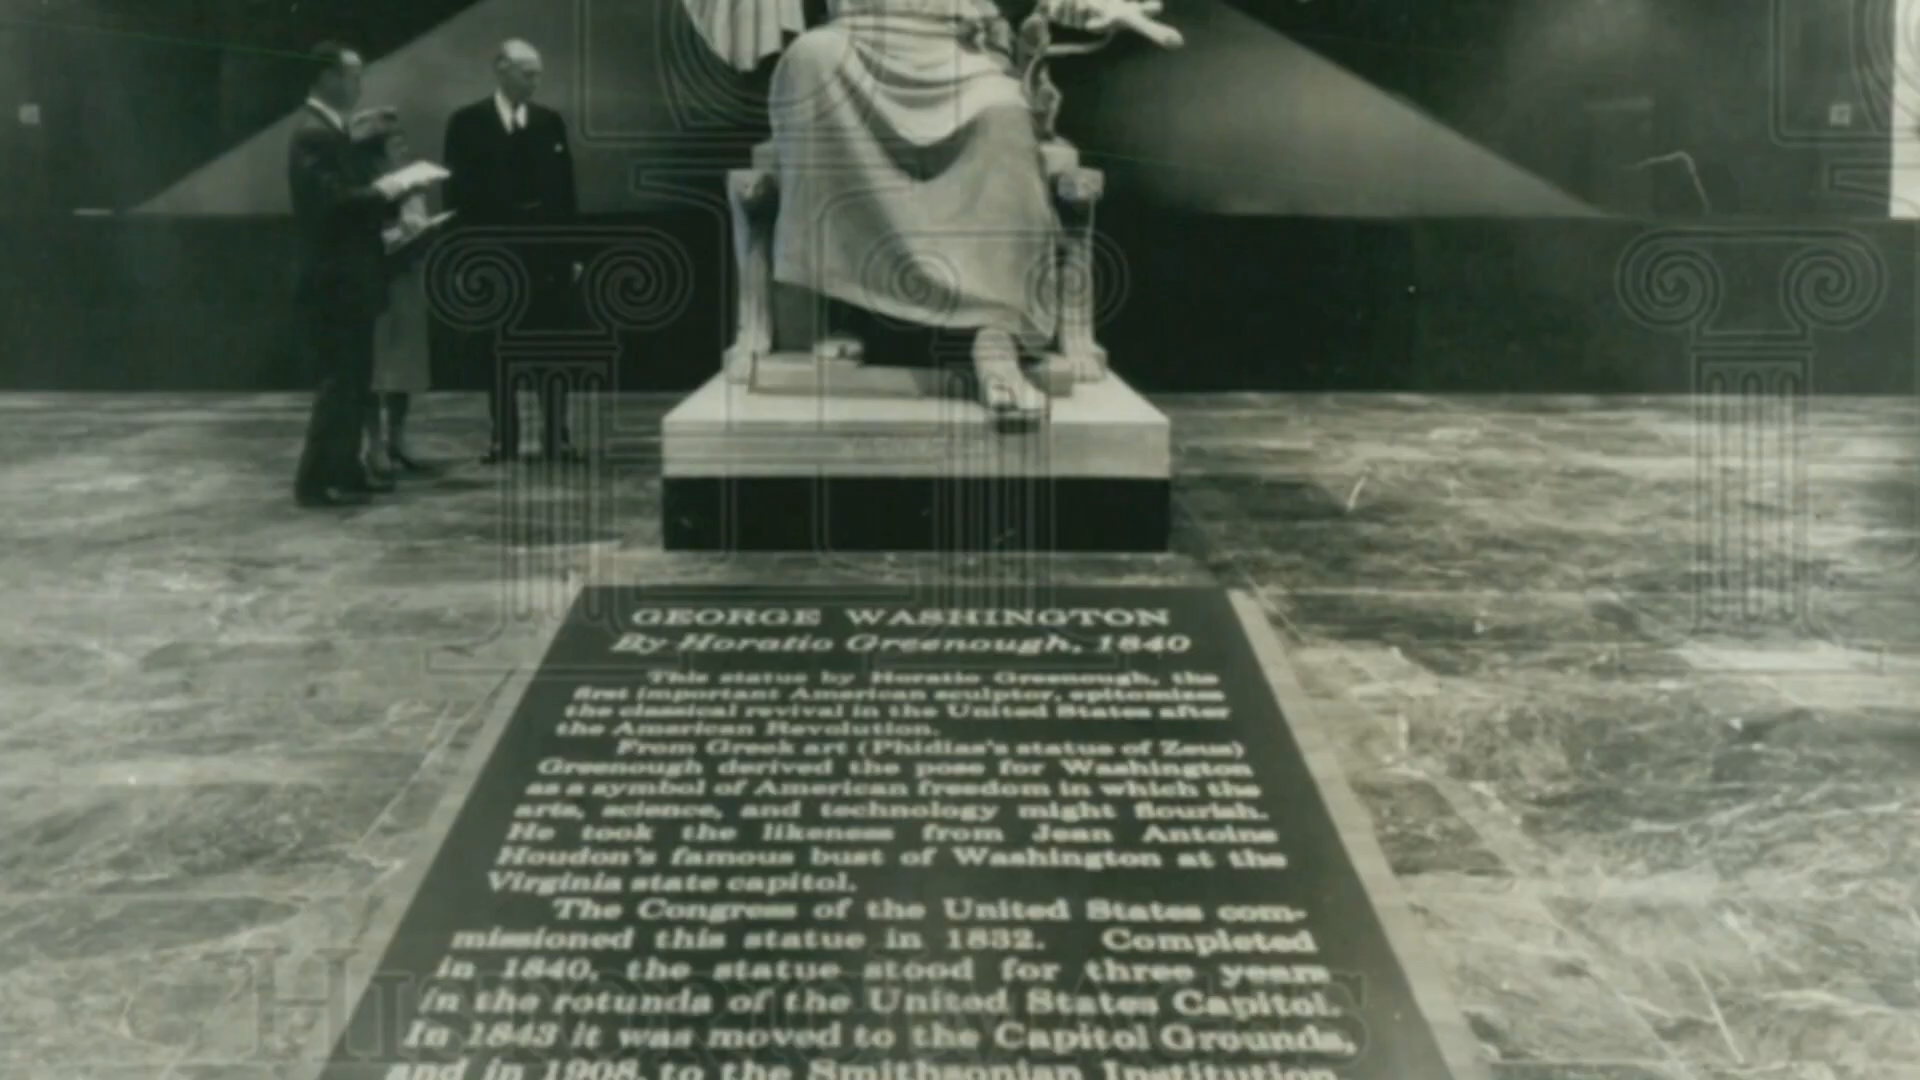 GEORGE WASHINGTON
By Horatio Greenough, 1840
This statue by Horatio Greenough, the
first important American sculptor, epitomizes
the classical revival in the United States after
the American Revolution.
From Greek art (Phidias's statue of Zeus)
Greenough derived the pose for Washington
as a symbol of American freedom in which the
arts, science, and technology might flourish.
He took the likeness from Jean Antoine
Houdon's famous bust of Washington at the
Virginia state capitol.
The Congress of the United States com-
missioned this statue in 1832. Completed
in 1840, the statue stood for three years
in the rotunda of the United States Capitol.
In 1843 it was moved to the Capitol Grounds,
and in 1908, to the Smithsonian Institution
HISTORIC IMAGES